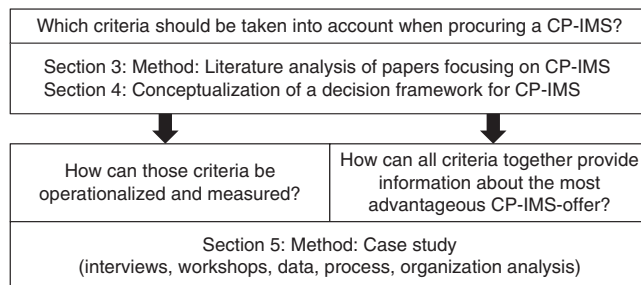 Which criteria should be taken into account when procuring a CP-IMS?
Section 3: Method: Literature analysis of papers focusing on CP-IMS
Section 4: Conceptualization of a decision framework for CP-IMS
How can those criteria be
operationalized and measured?
How can all criteria together provide
information about the most
advantageous CP-IMS-offer?
Section 5: Method: Case study
(interviews, workshops, data, process, organization analysis)